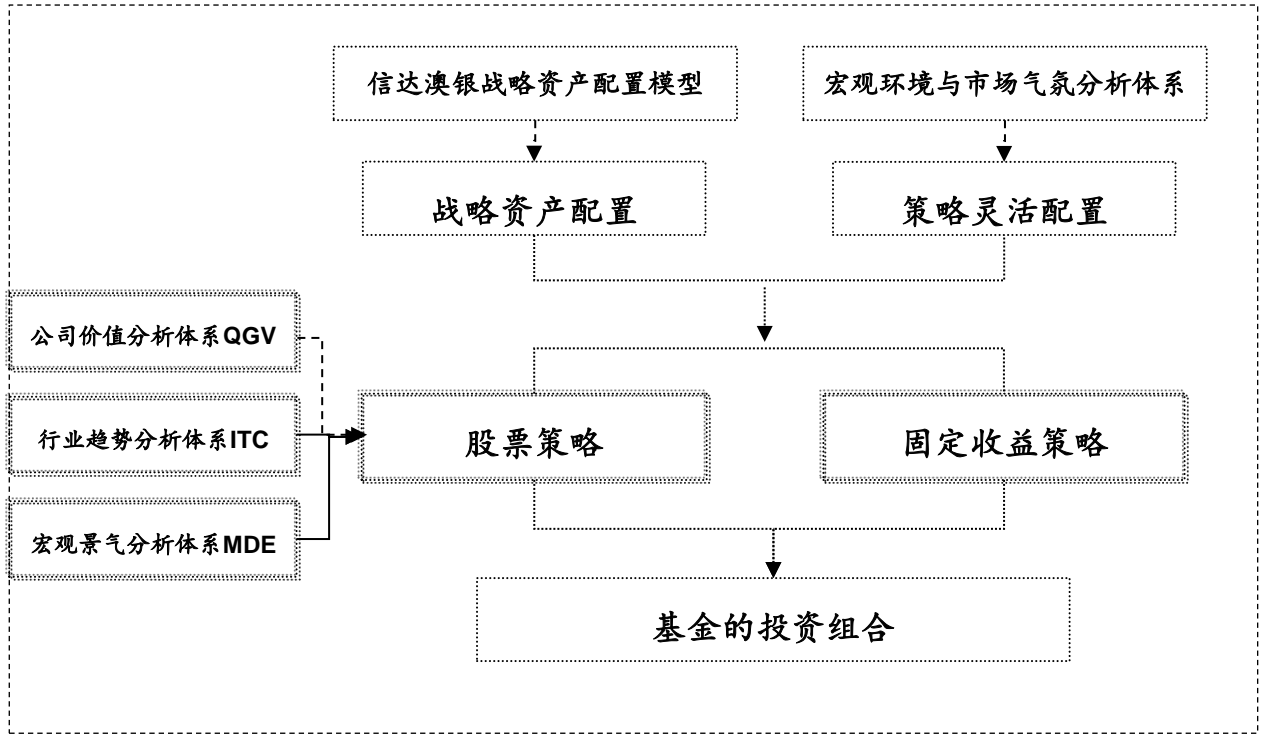 信达澳银战略资产配置模型
宏观环境与市场气氛分析体系
战略资产配置
策略灵活配置
公司价值分析体系QGV
行业趋势分析体系ITC
股票策略
固定收益策略
宏观景气分析体系MDE
基金的投资组合